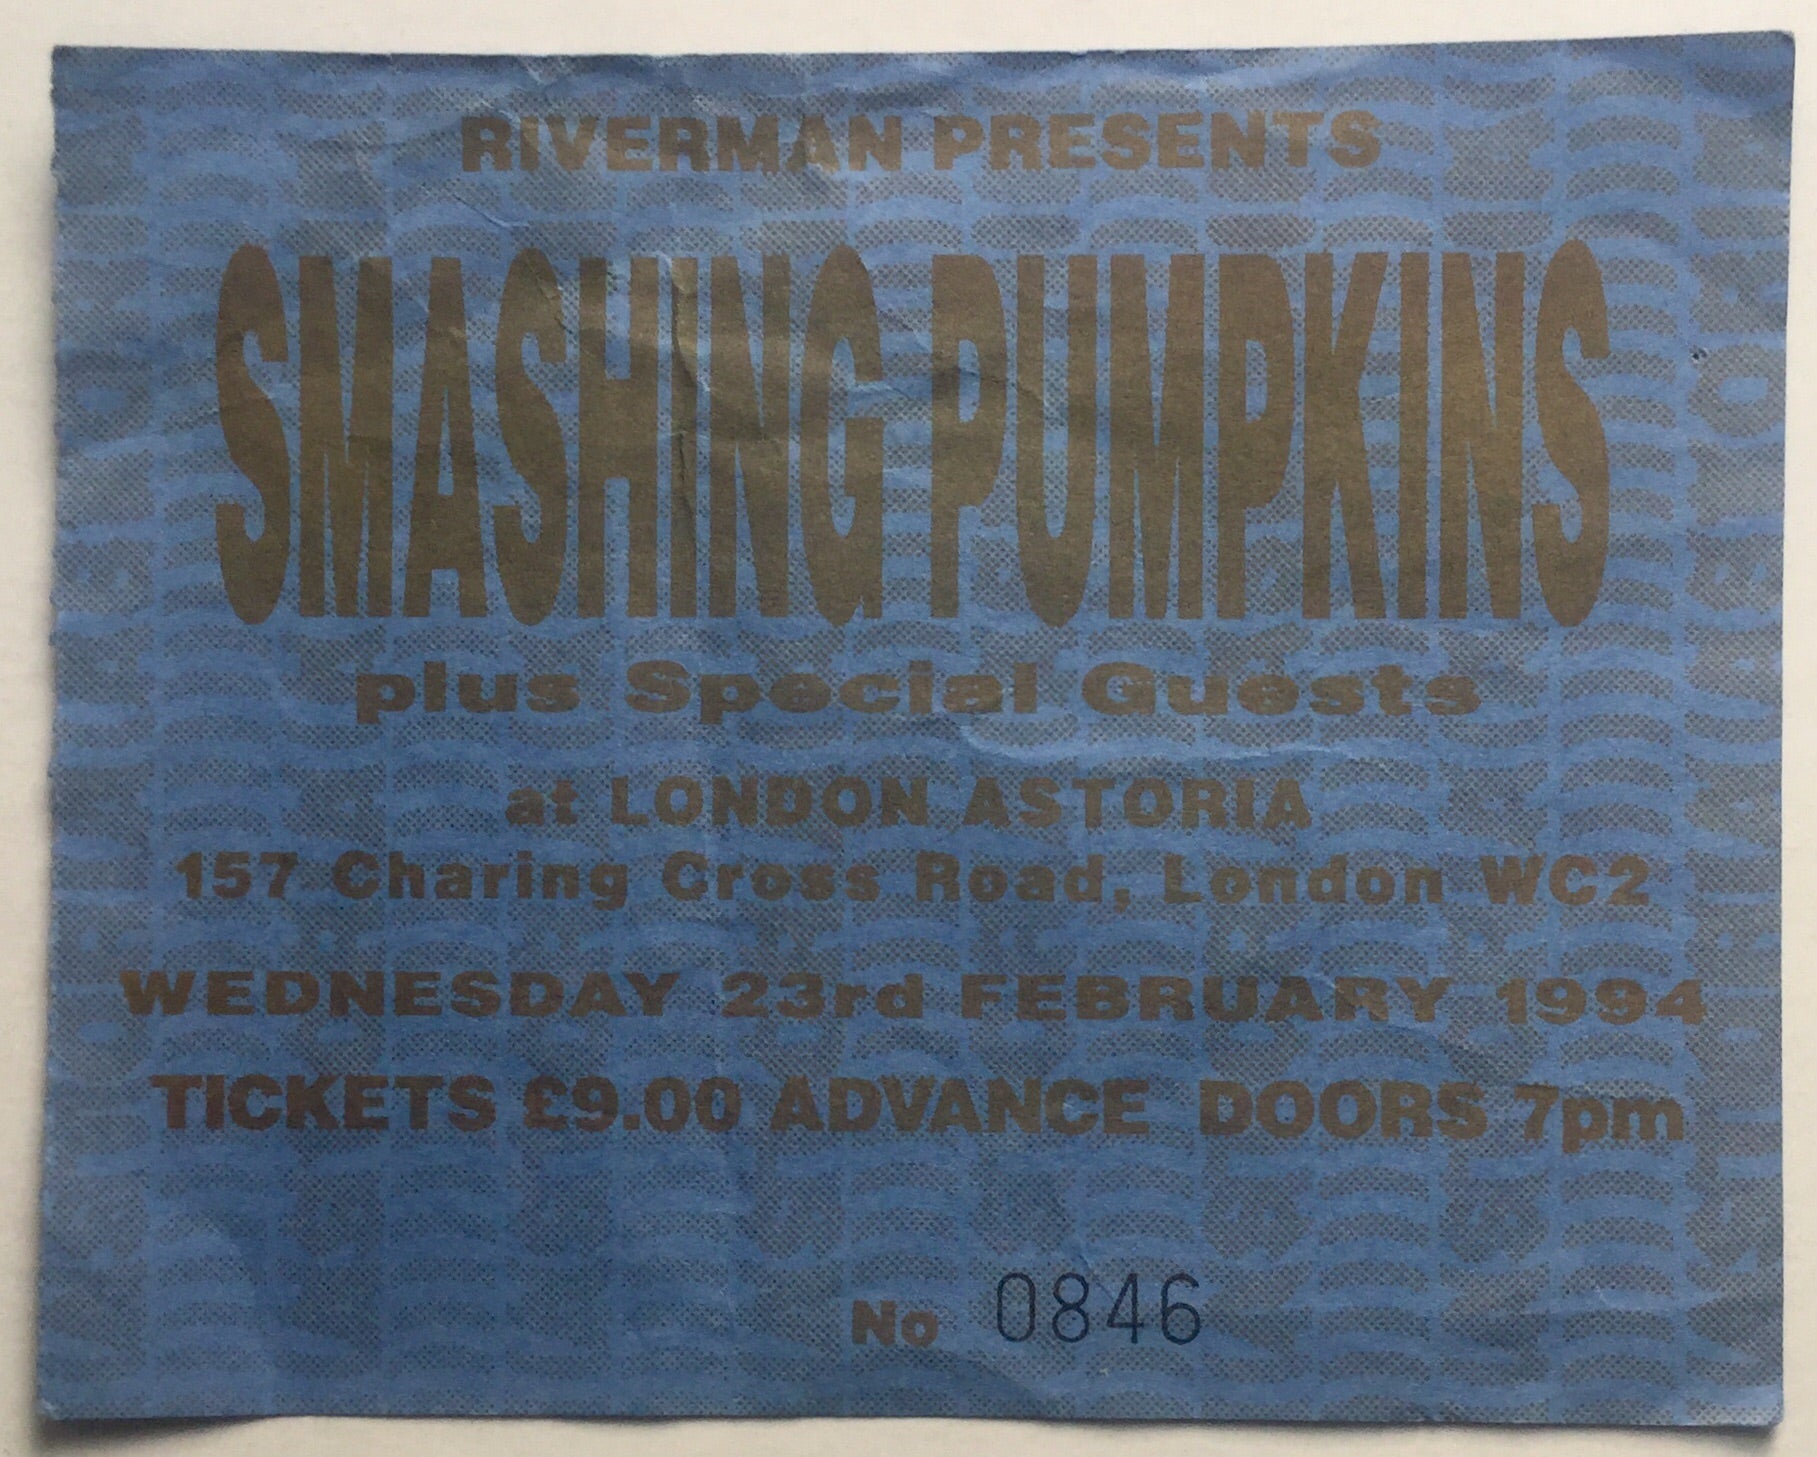 RIVERMAN PRESENTS
SMASHING PUMPKINS
plus Special Guests
at LONDON ASTORIA
157 Charing Cross Road, London WC2
WEDNESDAY 23rd FEBRUARY 1994
TICKETS £9.00 ADVANCE DOORS 7pm
No 0846